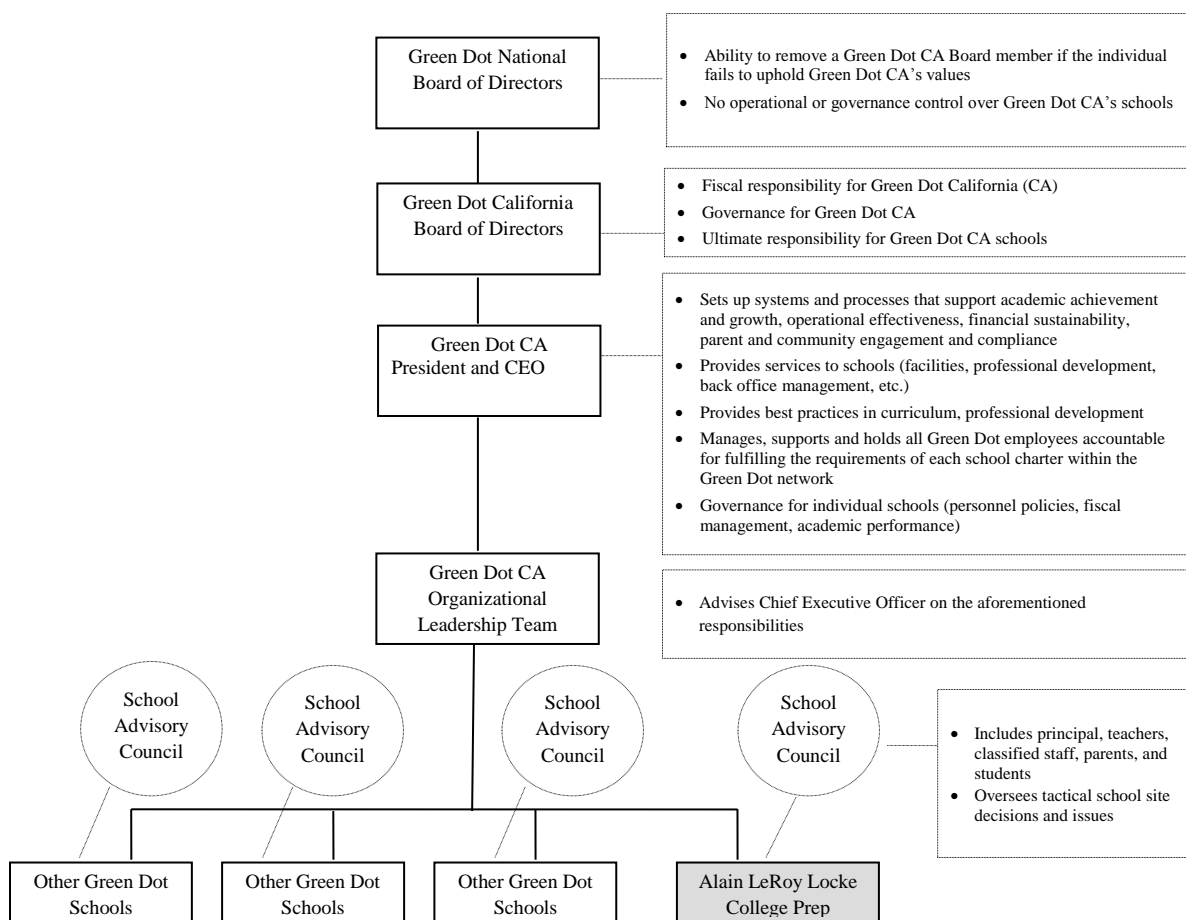 Green Dot National
Board of Directors
• Ability to remove a Green Dot CA Board member if the individual
fails to uphold Green Dot CA’s values
• No operational or governance control over Green Dot CA’s schools
Green Dot California
Board of Directors
• Fiscal responsibility for Green Dot California (CA)
• Governance for Green Dot CA
• Ultimate responsibility for Green Dot CA schools
Green Dot CA
President and CEO
• Sets up systems and processes that support academic achievement
and growth, operational effectiveness, financial sustainability,
parent and community engagement and compliance
• Provides services to schools (facilities, professional development,
back office management, etc.)
• Provides best practices in curriculum, professional development
• Manages, supports and holds all Green Dot employees accountable
for fulfilling the requirements of each school charter within the
Green Dot network
• Governance for individual schools (personnel policies, fiscal
management, academic performance)
Green Dot CA
Organizational
Leadership Team
• Advises Chief Executive Officer on the aforementioned
responsibilities
School
Advisory
Council
School
Advisory
Council
School
Advisory
Council
School
Advisory
Council
• Includes principal, teachers,
classified staff, parents, and
students
• Oversees tactical school site
decisions and issues
Other Green Dot
Schools
Other Green Dot
Schools
Other Green Dot
Schools
Alain LeRoy Locke
College Prep